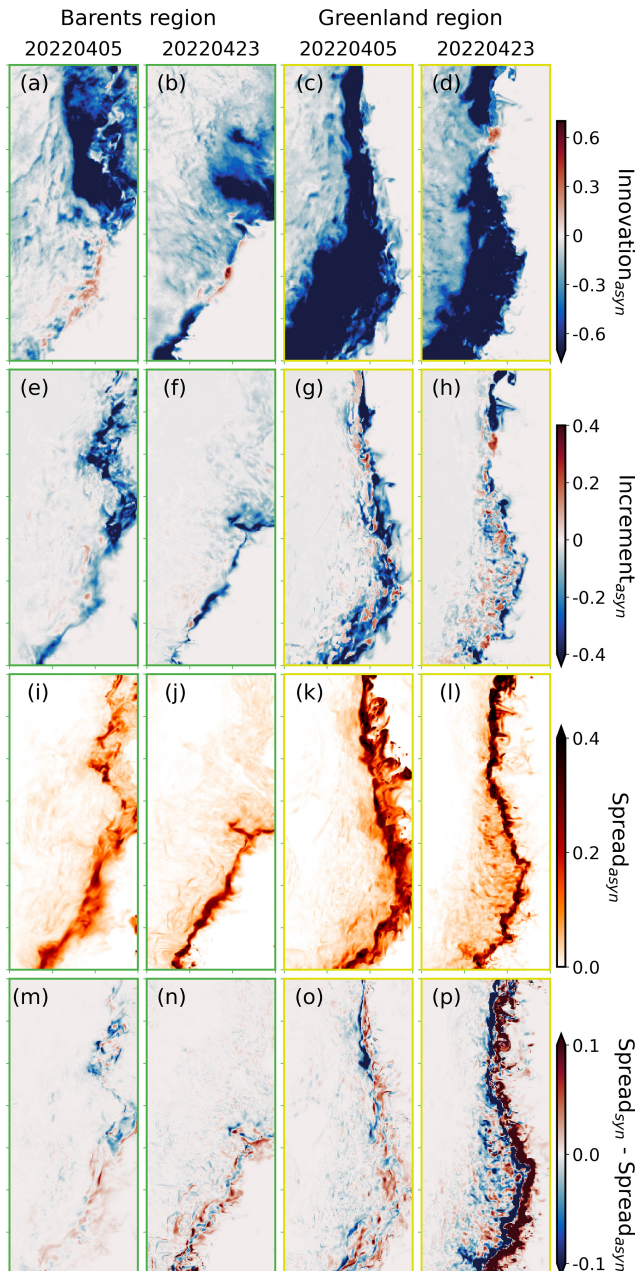 Barents region Greenland region
20220405 20220423 20220405 20220423
(a) (b) (c) (d)
0.6
0.3
0
-0.3
-0.6
Innovation_asyn
(e) (f) (g) (h)
0.4
0.2
0
-0.2
-0.4
Increment_asyn
(i) (j) (k) (l)
0.4
0.2
0.0
Spread_asyn
(m) (n) (o) (p)
0.1
0.0
-0.1
Spread_syn - Spread_asyn